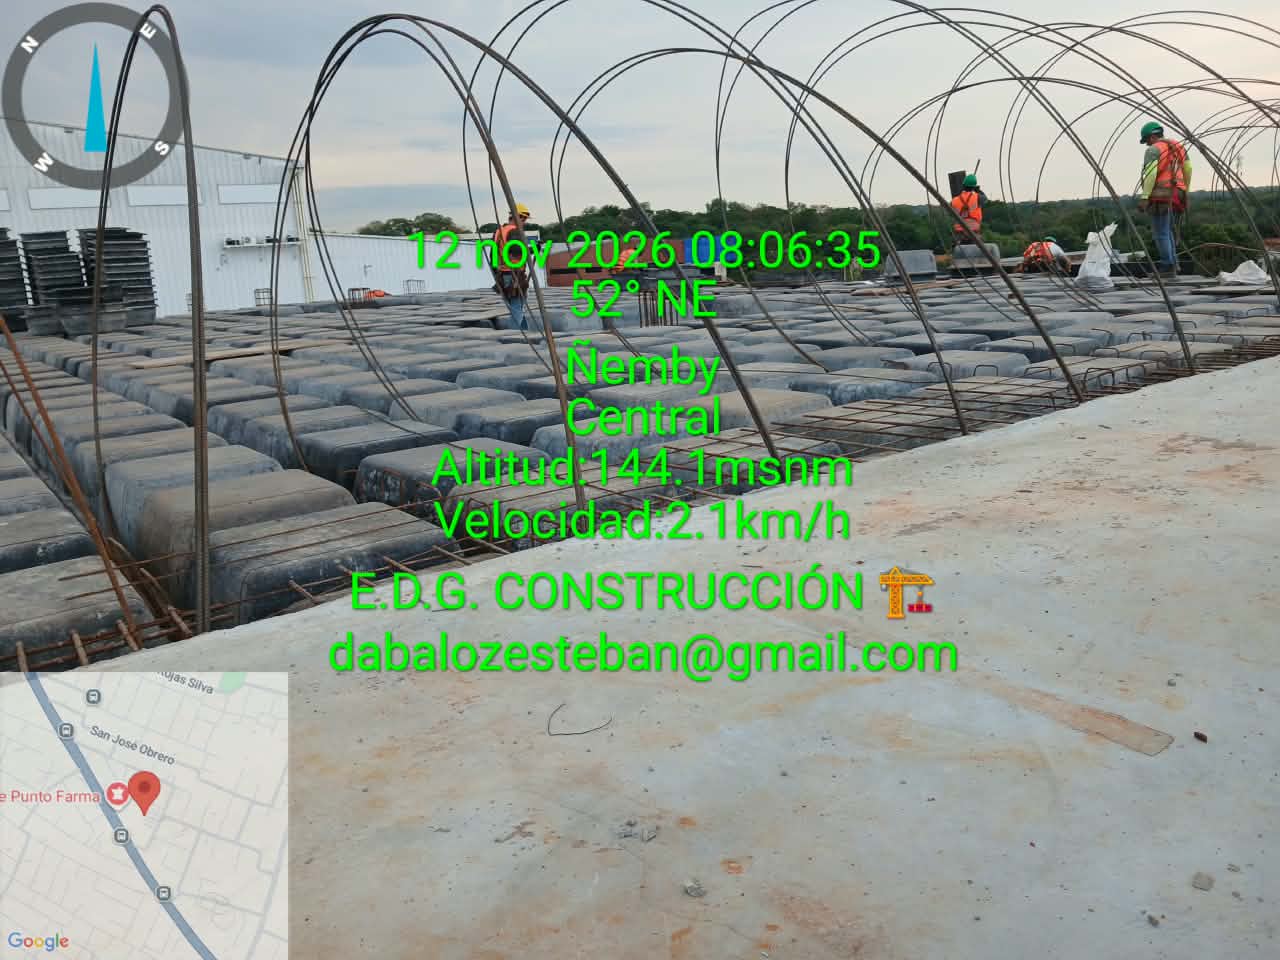 N
E
S
W
12 nov 2026 08:06:35
52° NE
Ñemby
Central
Altitud:144.1msnm
Velocidad:2.1km/h
E.D.G. CONSTRUCCIÓN 🏗️
dabalozesteban@gmail.com
Rojas Silva
San José Obrero
e Punto Farma
Google